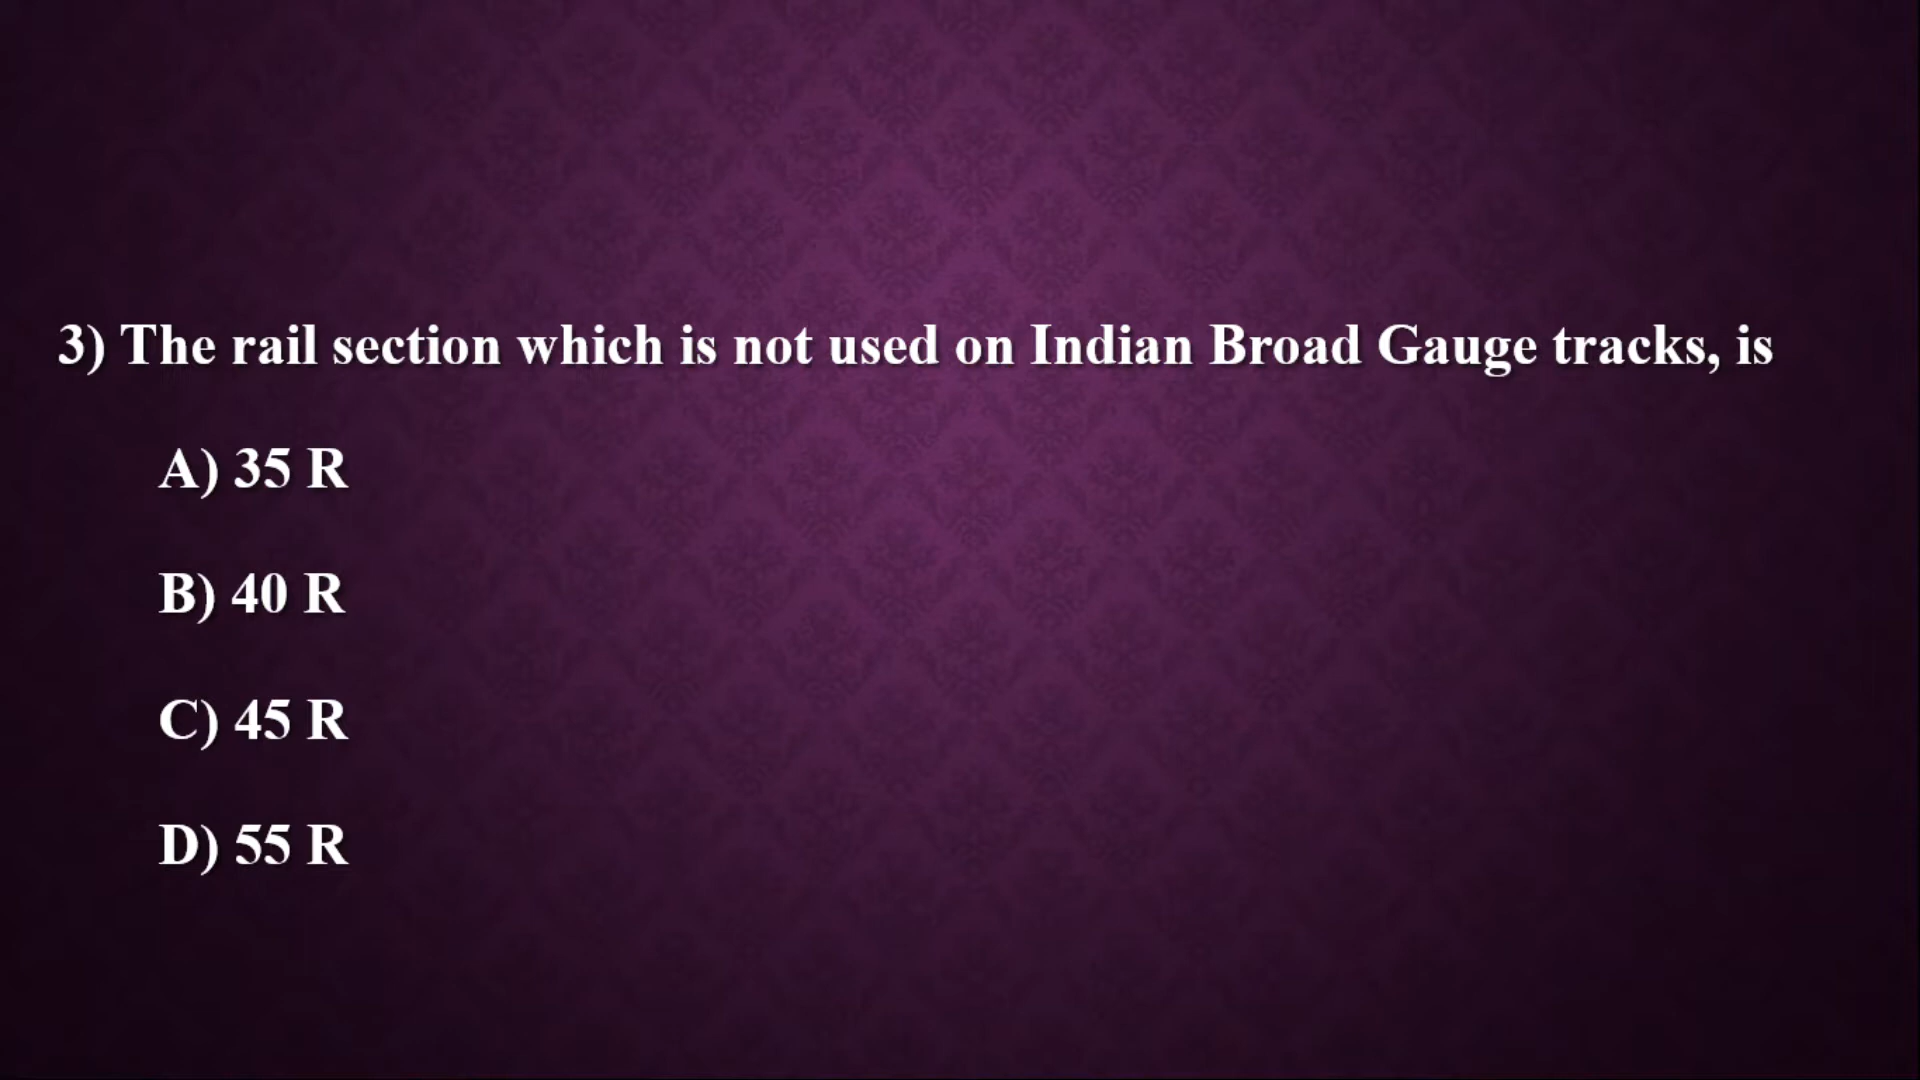 3) The rail section which is not used on Indian Broad Gauge tracks, is
A) 35 R
B) 40 R
C) 45 R
D) 55 R